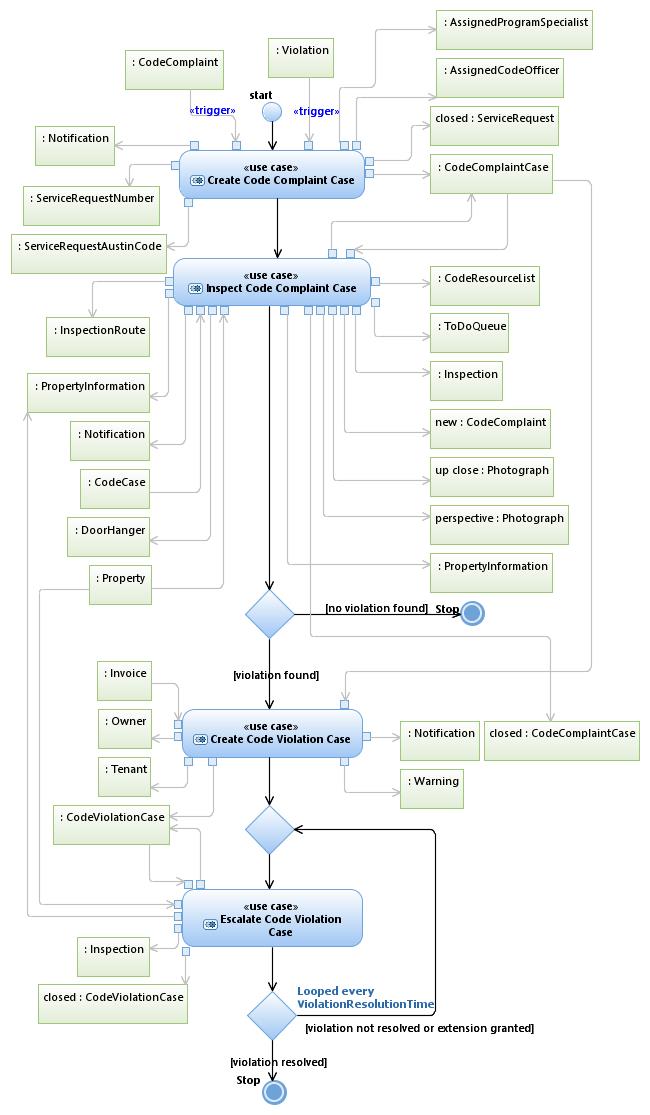 : AssignedProgramSpecialist
: Violation
: CodeComplaint
: AssignedCodeOfficer
start
«trigger»
«trigger»
closed : ServiceRequest
: Notification
«use case»
Create Code Complaint Case
: CodeComplaintCase
: ServiceRequestNumber
: ServiceRequestAustinCode
«use case»
Inspect Code Complaint Case
: CodeResourceList
: InspectionRoute
: ToDoQueue
: PropertyInformation
: Inspection
: Notification
new : CodeComplaint
: CodeCase
up close : Photograph
: DoorHanger
perspective : Photograph
: Property
: PropertyInformation
[no violation found]
Stop
[violation found]
: Invoice
: Owner
«use case»
Create Code Violation Case
: Notification
closed : CodeComplaintCase
: Tenant
: Warning
: CodeViolationCase
«use case»
Escalate Code Violation
Case
: Inspection
closed : CodeViolationCase
Looped every
ViolationResolutionTime
[violation not resolved or extension granted]
[violation resolved]
Stop